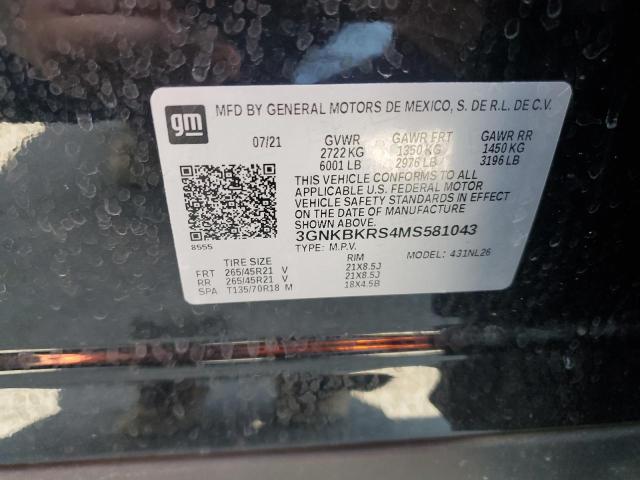 gm
MFD BY GENERAL MOTORS DE MEXICO, S. DE R.L. DE C.V.
07/21 GVWR GAWR FRT GAWR RR
2722 KG 1350 KG 1450 KG
6001 LB 2976 LB 3196 LB
THIS VEHICLE CONFORMS TO ALL
APPLICABLE U.S. FEDERAL MOTOR
VEHICLE SAFETY STANDARDS IN EFFECT
ON THE DATE OF MANUFACTURE
SHOWN ABOVE.
3GNKBKRS4MS581043
TYPE: M.P.V. MODEL: 431NL26
8555
TIRE SIZE RIM
FRT 265/45R21 V 21X8.5J
RR 265/45R21 V 21X8.5J
SPA T135/70R18 M 18X4.5B